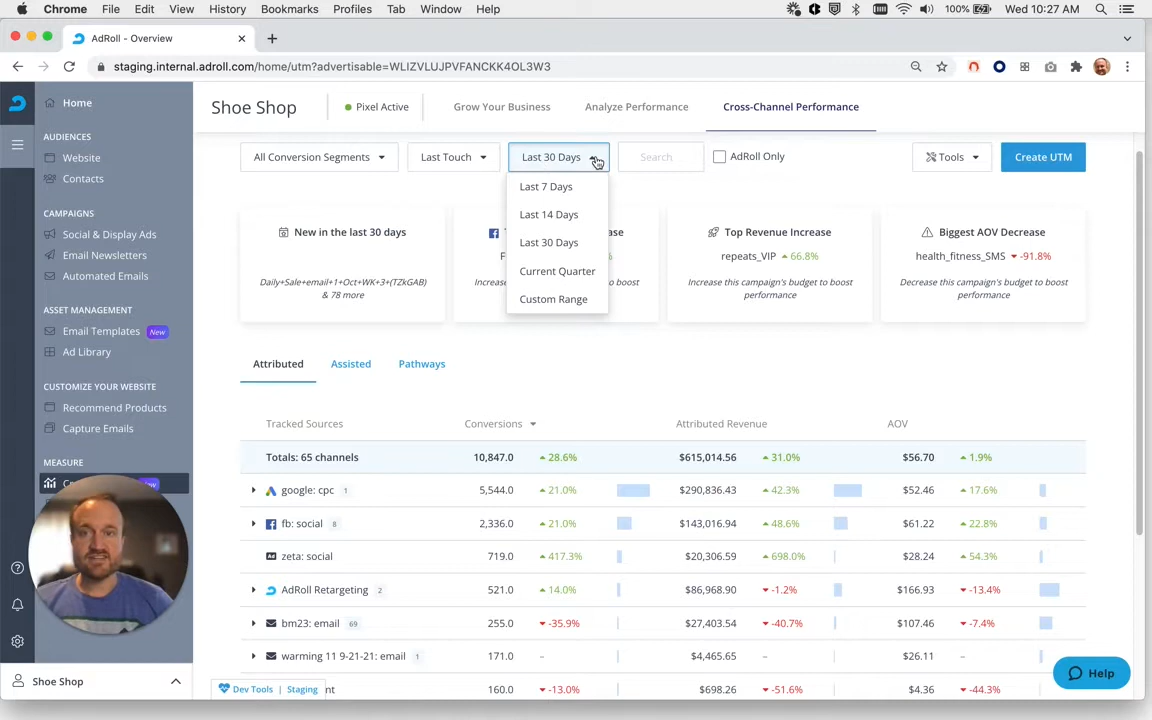 Chrome File Edit View History Bookmarks Profiles Tab Window Help 100% Wed 10:27 AM
AdRoll - Overview
staging.internal.adroll.com/home/utm?advertisable=WLIZVLUJPVFANCKK4OL3W3
Home
AUDIENCES
Website
Contacts
CAMPAIGNS
Social & Display Ads
Email Newsletters
Automated Emails
ASSET MANAGEMENT
Email Templates New
Ad Library
CUSTOMIZE YOUR WEBSITE
Recommend Products
Capture Emails
MEASURE
Shoe Shop
Shoe Shop Pixel Active Grow Your Business Analyze Performance Cross-Channel Performance
All Conversion Segments Last Touch Last 30 Days Search AdRoll Only Tools Create UTM
Last 7 Days
Last 14 Days
Last 30 Days
Current Quarter
Custom Range
New in the last 30 days
Daily+Sale+email+1+Oct+WK+3+(TZkGAB)
& 78 more
Top Revenue Increase
repeats_VIP 66.8%
Increase this campaign's budget to boost
performance
Biggest AOV Decrease
health_fitness_SMS -91.8%
Decrease this campaign's budget to boost
performance
Attributed Assisted Pathways
Tracked Sources Conversions Attributed Revenue AOV
Totals: 65 channels 10,847.0 28.6% $615,014.56 31.0% $56.70 1.9%
google: cpc 1 5,544.0 21.0% $290,836.43 42.3% $52.46 17.6%
fb: social 8 2,336.0 21.0% $143,016.94 48.6% $61.22 22.8%
Ad zeta: social 719.0 417.3% $20,306.59 698.0% $28.24 54.3%
AdRoll Retargeting 2 521.0 14.0% $86,968.90 -1.2% $166.93 -13.4%
bm23: email 69 255.0 -35.9% $27,403.54 -40.7% $107.46 -7.4%
warming 11 9-21-21: email 1 171.0 – $4,465.65 – $26.11 –
160.0 -13.0% $698.26 -51.6% $4.36 -44.3%
Dev Tools | Staging
Help